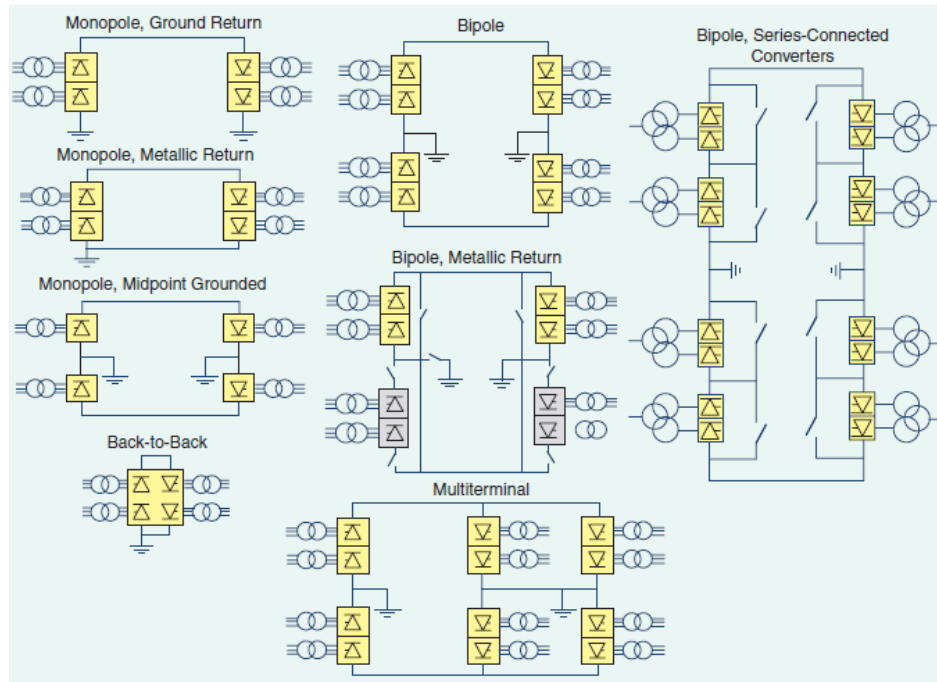 Monopole, Ground Return
Bipole
Bipole, Series-Connected
Converters
Monopole, Metallic Return
Bipole, Metallic Return
Monopole, Midpoint Grounded
Back-to-Back
Multiterminal